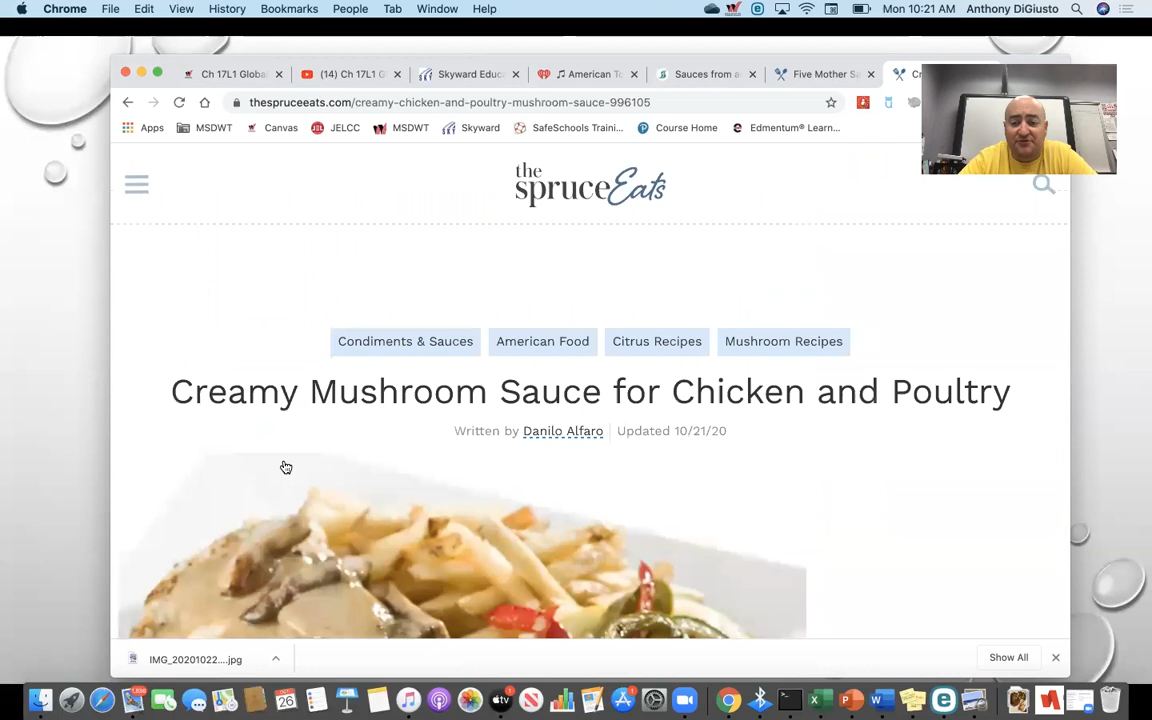 Chrome File Edit View History Bookmarks People Tab Window Help Mon 10:21 AM Anthony DiGiusto
Ch 17L1 Globa (14) Ch 17L1 G Skyward Educ American To Sauces from a Five Mother Sa
thespruceeats.com/creamy-chicken-and-poultry-mushroom-sauce-996105
Apps MSDWT Canvas JELCC MSDWT Skyward SafeSchools Traini... Course Home Edmentum® Learn...
the
spruceEats
Condiments & Sauces American Food Citrus Recipes Mushroom Recipes
Creamy Mushroom Sauce for Chicken and Poultry
Written by Danilo Alfaro Updated 10/21/20
IMG_20201022....jpg Show All